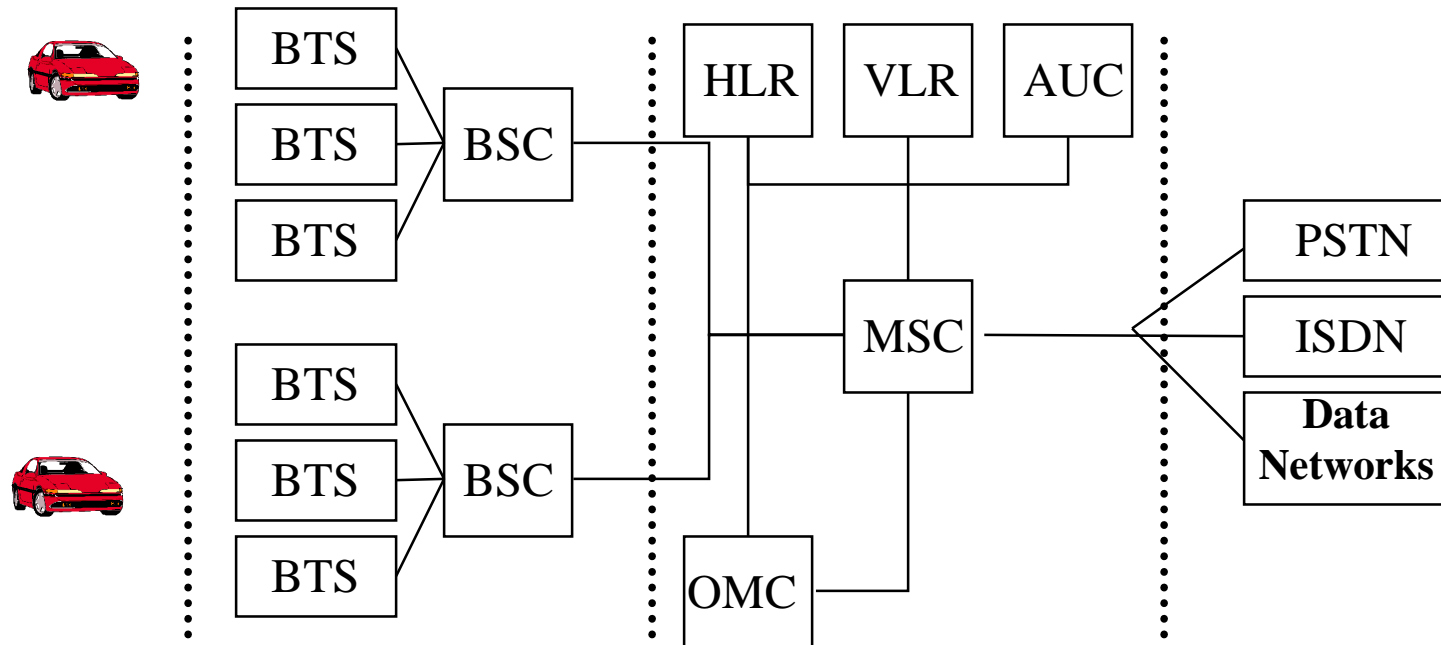 BTS
BTS
BTS
BSC
BTS
BTS
BTS
BSC
HLR
VLR
AUC
MSC
OMC
PSTN
ISDN
Data
Networks